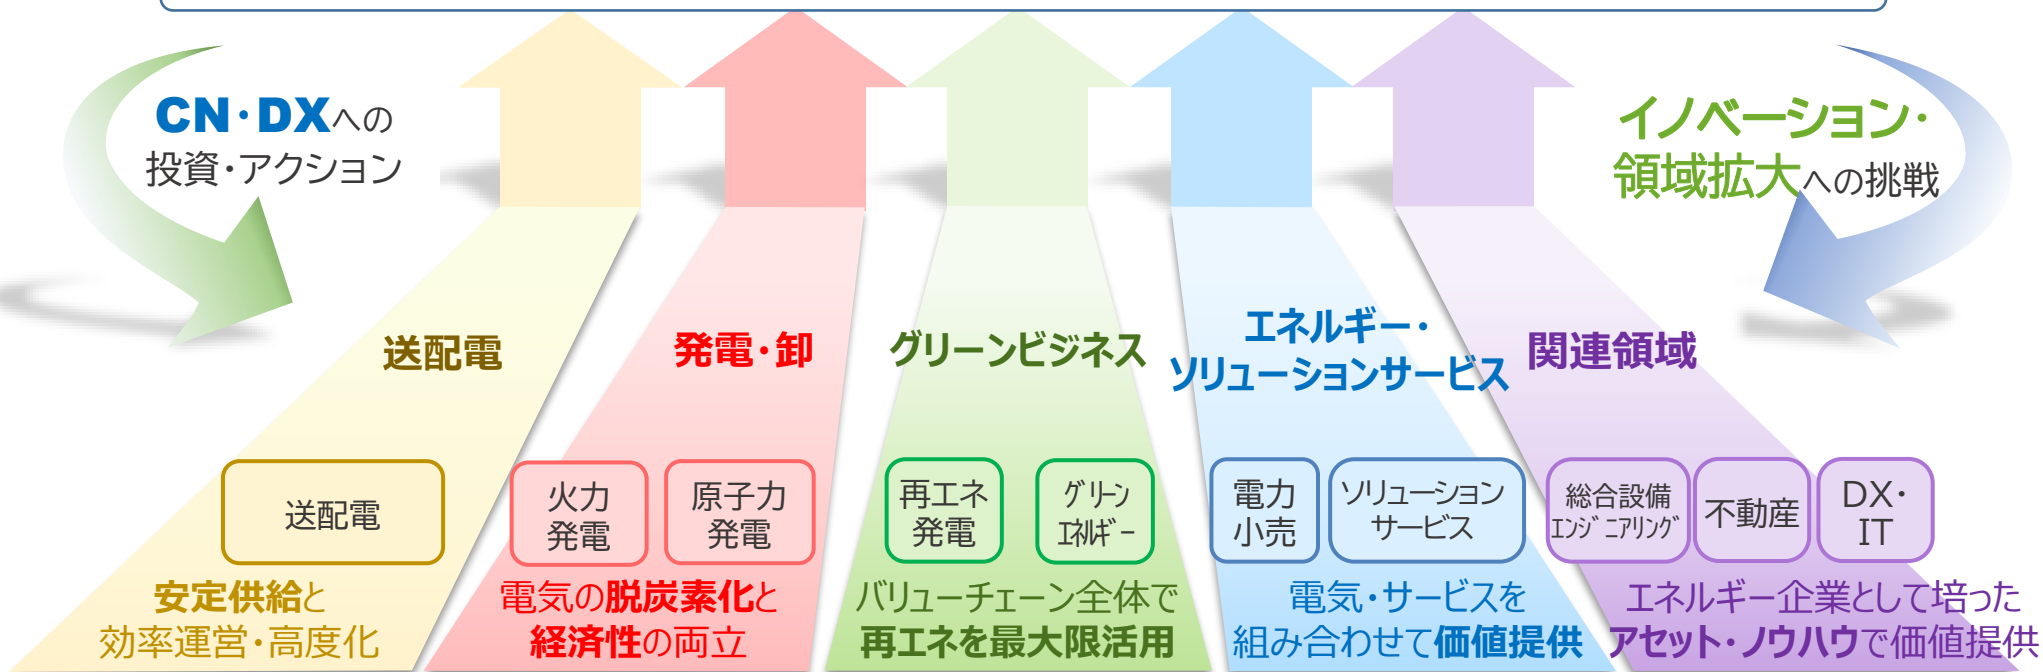 CN・DXへの
投資・アクション
イノベーション・
領域拡大への挑戦
送配電
発電・卸
グリーンビジネス
エネルギー・
ソリューションサービス
関連領域
送配電
火力
発電
原子力
発電
再エネ
発電
グリーン
エネルギー
電力
小売
ソリューション
サービス
総合設備
エンジニアリング
不動産
DX・
IT
安定供給と
効率運営・高度化
電気の脱炭素化と
経済性の両立
バリューチェーン全体で
再エネを最大限活用
電気・サービスを
組み合わせて価値提供
エネルギー企業として培った
アセット・ノウハウで価値提供